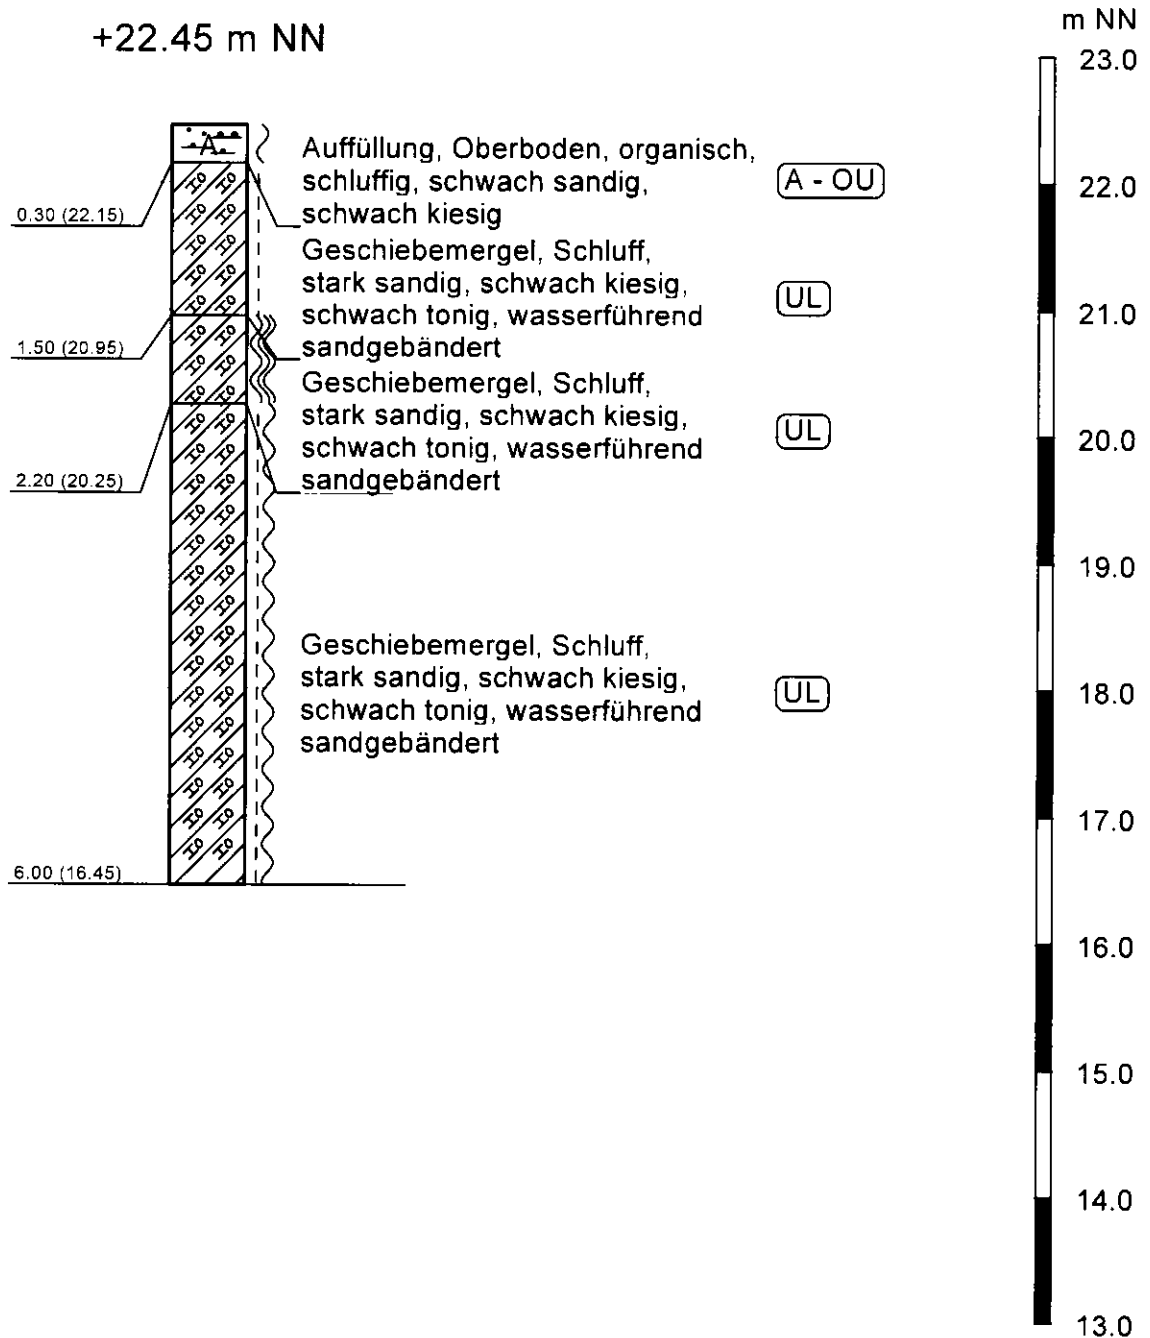 +22.45 m NN
m NN
23.0
22.0
21.0
20.0
19.0
18.0
17.0
16.0
15.0
14.0
13.0
A
Auffüllung, Oberboden, organisch,
schluffig, schwach sandig,
schwach kiesig
A - OU
0.30 (22.15)
Geschiebemergel, Schluff,
stark sandig, schwach kiesig,
schwach tonig, wasserführend
sandgebändert
UL
1.50 (20.95)
Geschiebemergel, Schluff,
stark sandig, schwach kiesig,
schwach tonig, wasserführend
sandgebändert
UL
2.20 (20.25)
Geschiebemergel, Schluff,
stark sandig, schwach kiesig,
schwach tonig, wasserführend
sandgebändert
UL
6.00 (16.45)